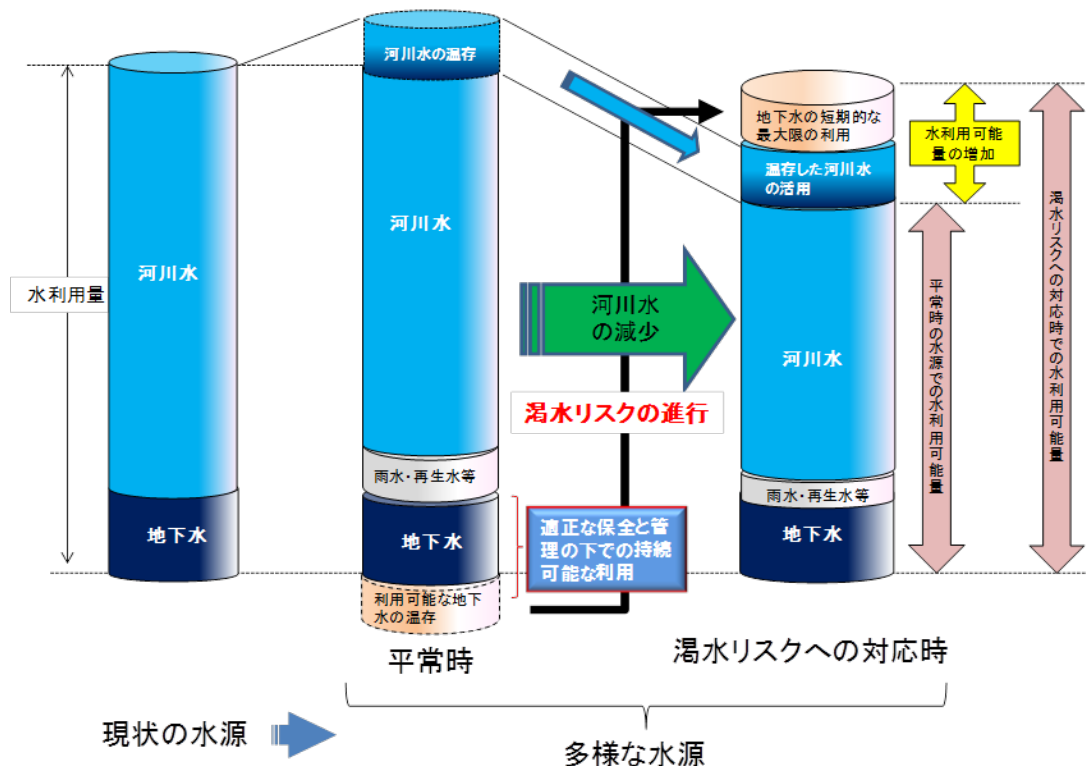 河川水の温存
地下水の短期的な
最大限の利用
水利用可能
量の増加
温存した河川水
の活用
河川水
河川水
水利用量
河川水
の減少
河川水
渇水リスクの進行
平常時の水源での水利用可能量
渇水リスクへの対応時での水利用可能量
雨水・再生水等
雨水・再生水等
地下水
地下水
適正な保全と管
理の下での持続
可能な利用
地下水
利用可能な地下
水の温存
平常時
渇水リスクへの対応時
現状の水源
多様な水源